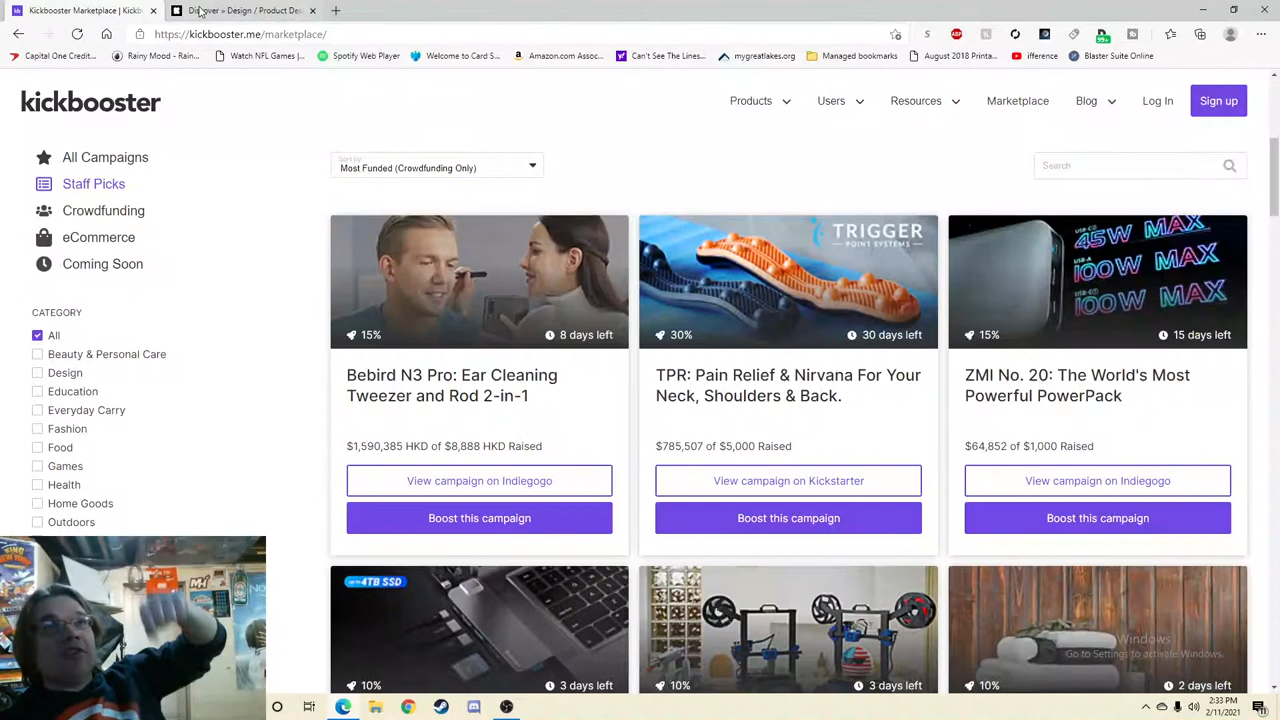 Kickbooster Marketplace | Kickb
Discover » Design / Product Des
https://kickbooster.me/marketplace/
Capital One Credit...
Rainy Mood - Rain...
Watch NFL Games |...
Spotify Web Player
Welcome to Card S...
Amazon.com Assoc...
Can't See The Lines...
mygreatlakes.org
Managed bookmarks
August 2018 Printa...
ifference
Blaster Suite Online
kickbooster
Products
Users
Resources
Marketplace
Blog
Log In
Sign up
All Campaigns
Staff Picks
Crowdfunding
eCommerce
Coming Soon
CATEGORY
All
Beauty & Personal Care
Design
Education
Everyday Carry
Fashion
Food
Games
Health
Home Goods
Outdoors
Sort by
Most Funded (Crowdfunding Only)
Search
15%
8 days left
Bebird N3 Pro: Ear Cleaning
Tweezer and Rod 2-in-1
$1,590,385 HKD of $8,888 HKD Raised
View campaign on Indiegogo
Boost this campaign
TRIGGER
POINT SYSTEMS
30%
30 days left
TPR: Pain Relief & Nirvana For Your
Neck, Shoulders & Back.
$785,507 of $5,000 Raised
View campaign on Kickstarter
Boost this campaign
USB-C
45W MAX
USB-A
100W MAX
100W MAX
15%
15 days left
ZMI No. 20: The World's Most
Powerful PowerPack
$64,852 of $1,000 Raised
View campaign on Indiegogo
Boost this campaign
4TB SSD
10%
3 days left
10%
3 days left
10%
2 days left
Windows
Go to Settings to activate Windows.
2:33 PM
2/11/2021